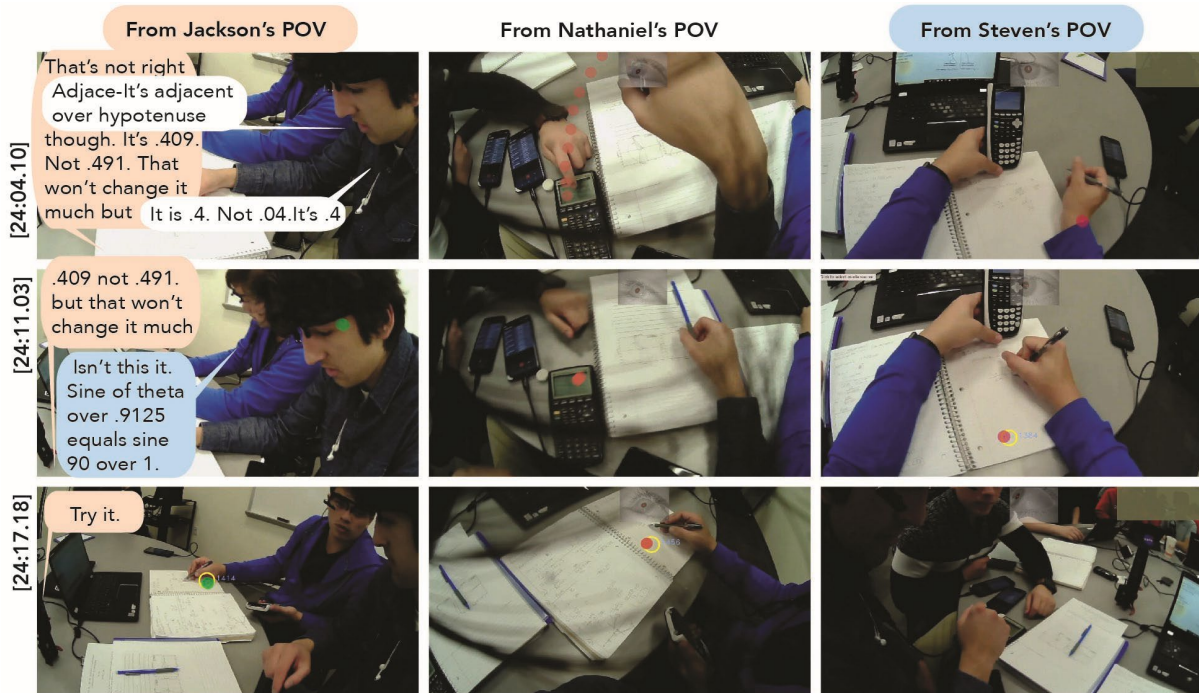 From Jackson's POV
From Nathaniel's POV
From Steven's POV
[24:04.10]
That's not right
Adjace-It's adjacent
over hypotenuse
though. It's .409.
Not .491. That
won't change it
much but
It is .4. Not .04.It's .4
[24:11.03]
.409 not .491.
but that won't
change it much
Isn't this it.
Sine of theta
over .9125
equals sine
90 over 1.
[24:17.18]
Try it.
1414